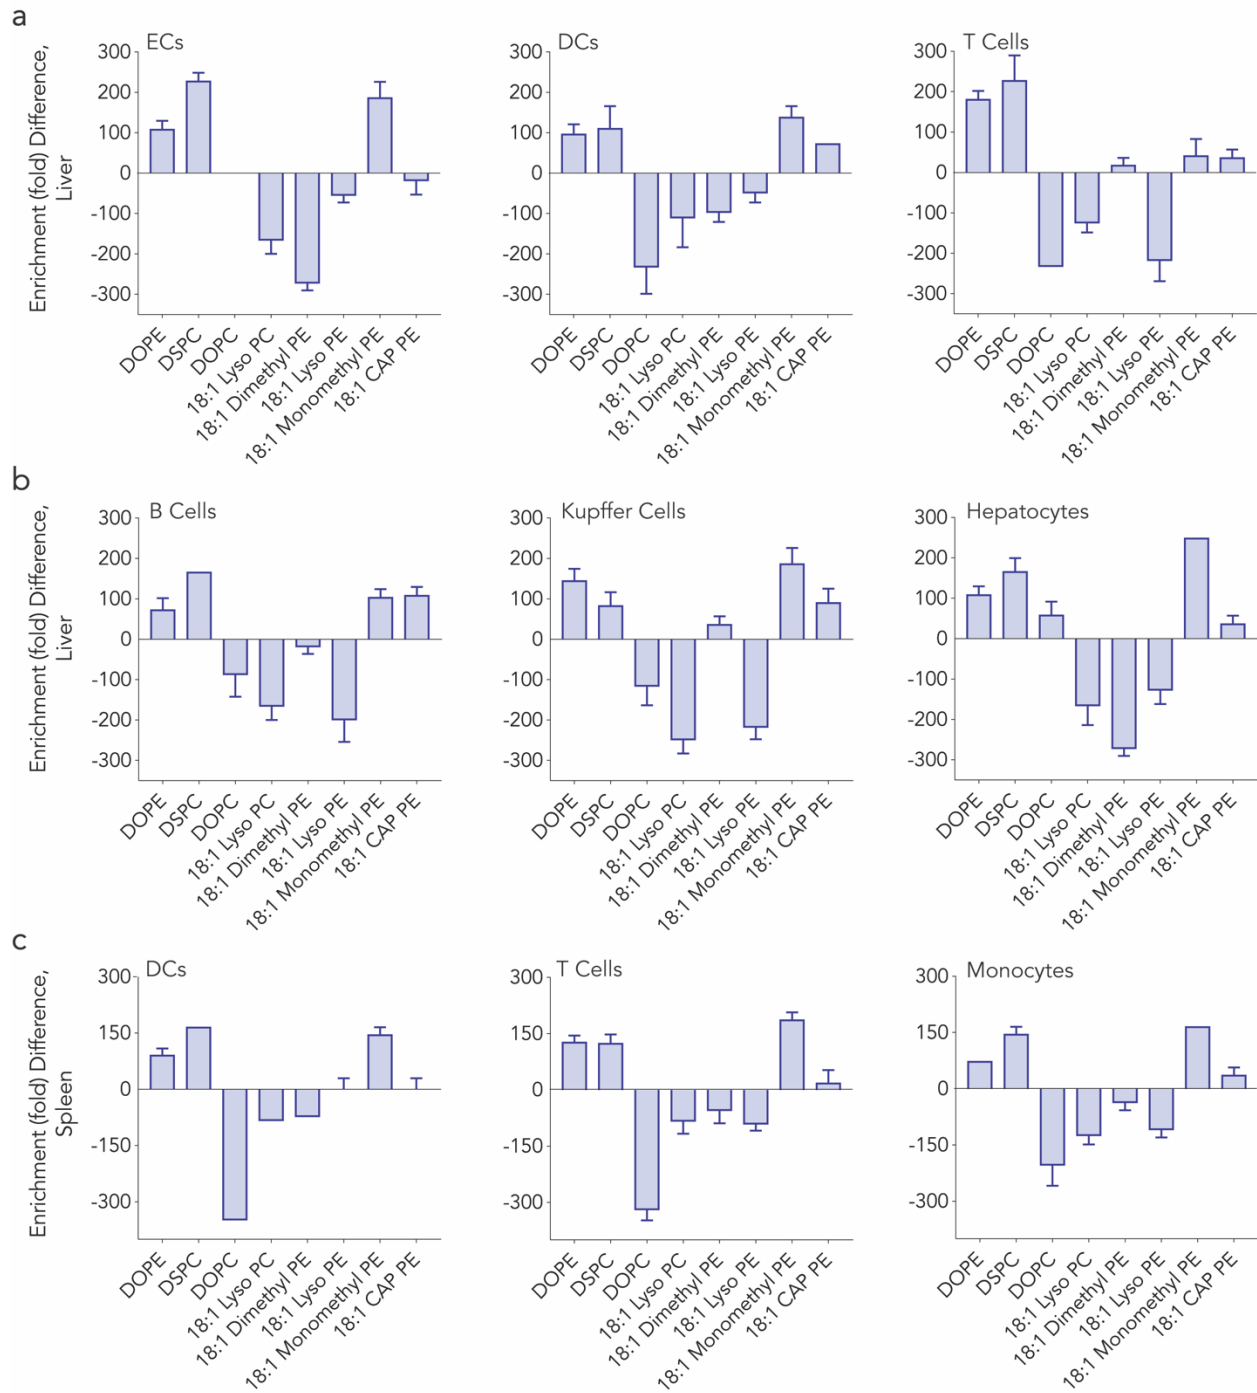 a
Enrichment (fold) Difference,
Liver
ECs
300
200
100
0
-100
-200
-300
DOPE
DSPC
DOPC
18:1 Lyso PC
18:1 Dimethyl PE
18:1 Lyso PE
18:1 Monomethyl PE
18:1 CAP PE
DCs
300
200
100
0
-100
-200
-300
DOPE
DSPC
DOPC
18:1 Lyso PC
18:1 Dimethyl PE
18:1 Lyso PE
18:1 Monomethyl PE
18:1 CAP PE
T Cells
300
200
100
0
-100
-200
-300
DOPE
DSPC
DOPC
18:1 Lyso PC
18:1 Dimethyl PE
18:1 Lyso PE
18:1 Monomethyl PE
18:1 CAP PE
b
Enrichment (fold) Difference,
Liver
B Cells
300
200
100
0
-100
-200
-300
DOPE
DSPC
DOPC
18:1 Lyso PC
18:1 Dimethyl PE
18:1 Lyso PE
18:1 Monomethyl PE
18:1 CAP PE
Kupffer Cells
300
200
100
0
-100
-200
-300
DOPE
DSPC
DOPC
18:1 Lyso PC
18:1 Dimethyl PE
18:1 Lyso PE
18:1 Monomethyl PE
18:1 CAP PE
Hepatocytes
300
200
100
0
-100
-200
-300
DOPE
DSPC
DOPC
18:1 Lyso PC
18:1 Dimethyl PE
18:1 Lyso PE
18:1 Monomethyl PE
18:1 CAP PE
c
Enrichment (fold) Difference,
Spleen
DCs
300
150
0
-150
-300
DOPE
DSPC
DOPC
18:1 Lyso PC
18:1 Dimethyl PE
18:1 Lyso PE
18:1 Monomethyl PE
18:1 CAP PE
T Cells
300
150
0
-150
-300
DOPE
DSPC
DOPC
18:1 Lyso PC
18:1 Dimethyl PE
18:1 Lyso PE
18:1 Monomethyl PE
18:1 CAP PE
Monocytes
300
150
0
-150
-300
DOPE
DSPC
DOPC
18:1 Lyso PC
18:1 Dimethyl PE
18:1 Lyso PE
18:1 Monomethyl PE
18:1 CAP PE